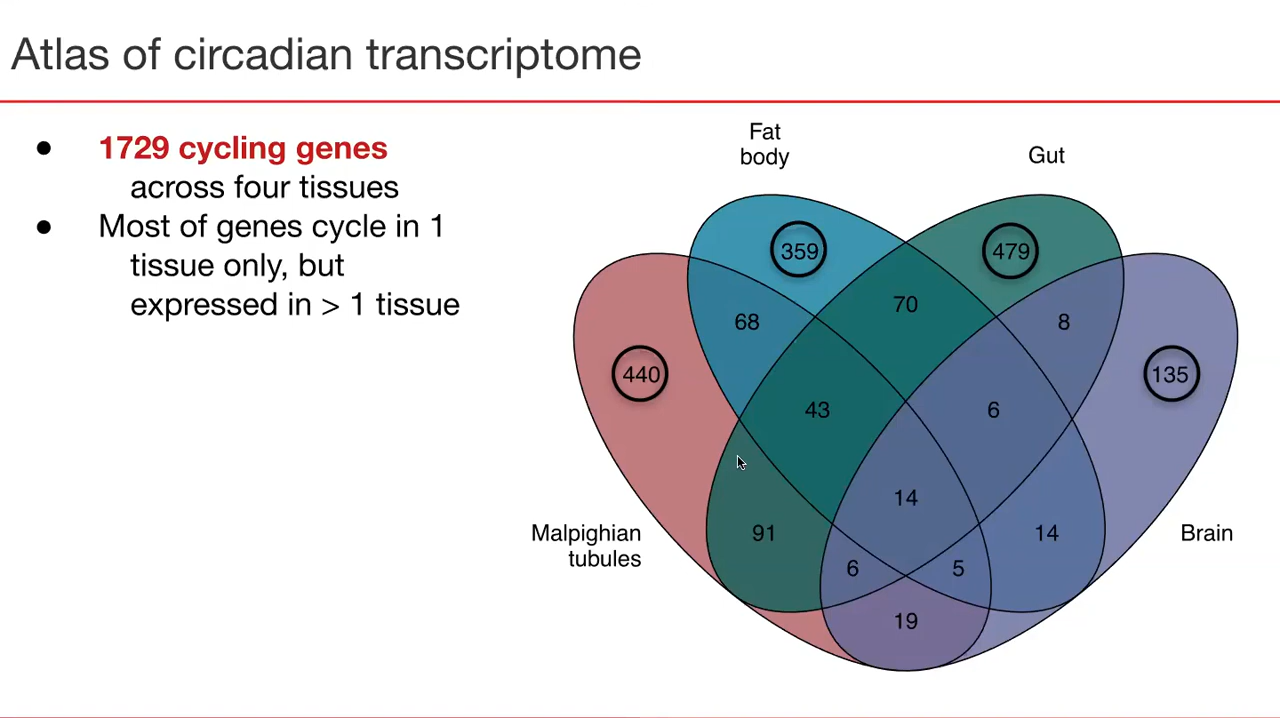 Atlas of circadian transcriptome
● 1729 cycling genes
across four tissues
● Most of genes cycle in 1
tissue only, but
expressed in > 1 tissue
Fat
body
Gut
359
479
70
68
8
440
135
43
6
14
Malpighian
tubules
91
14
Brain
6
5
19